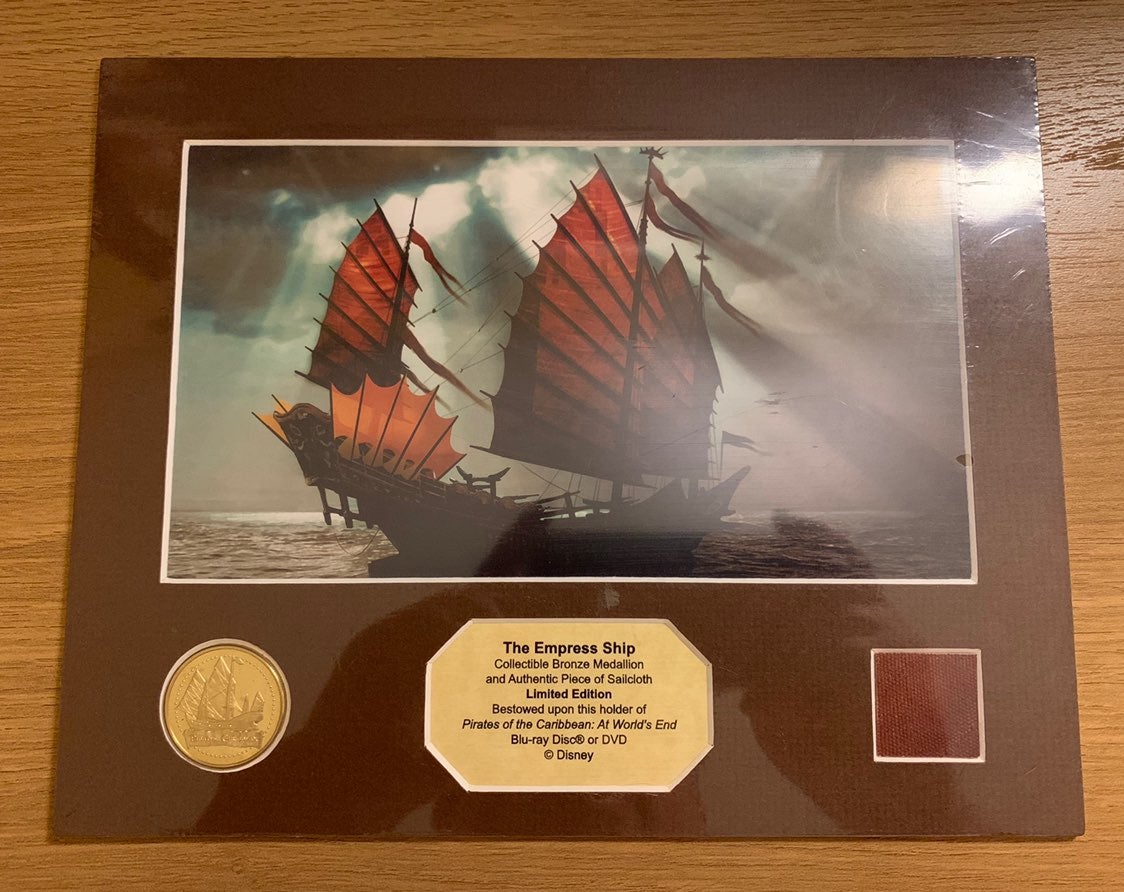 The Empress Ship
Collectible Bronze Medallion
and Authentic Piece of Sailcloth
Limited Edition
Bestowed upon this holder of
Pirates of the Caribbean: At World's End
Blu-ray Disc® or DVD
© Disney